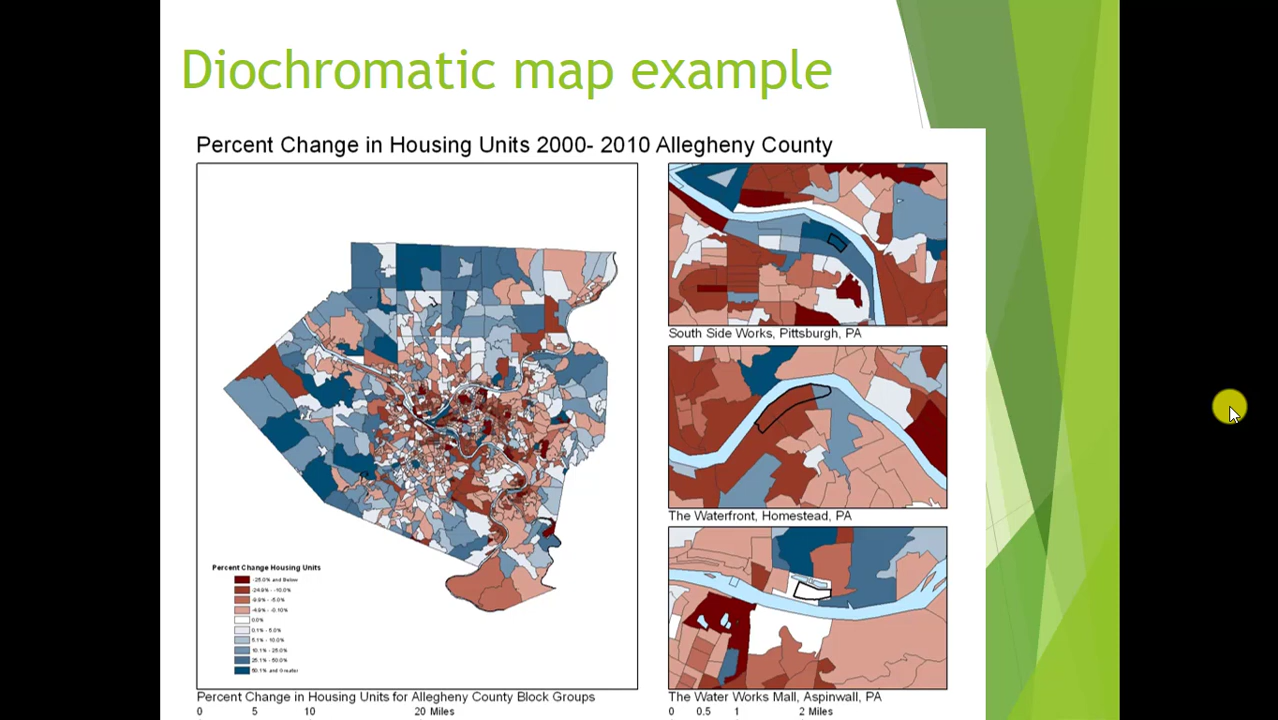 Diochromatic map example
Percent Change in Housing Units 2000- 2010 Allegheny County
South Side Works, Pittsburgh, PA
The Waterfront, Homestead, PA
Percent Change Housing Units
-25.0% and Below
-24.9% - -10.0%
-9.9% - -5.0%
-4.9% - -0.10%
0.0%
0.1% - 5.0%
5.1% - 10.0%
10.1% - 25.0%
25.1% - 50.0%
50.1% and Greater
Percent Change in Housing Units for Allegheny County Block Groups
0 5 10 20 Miles
The Water Works Mall, Aspinwall, PA
0 0.5 1 2 Miles